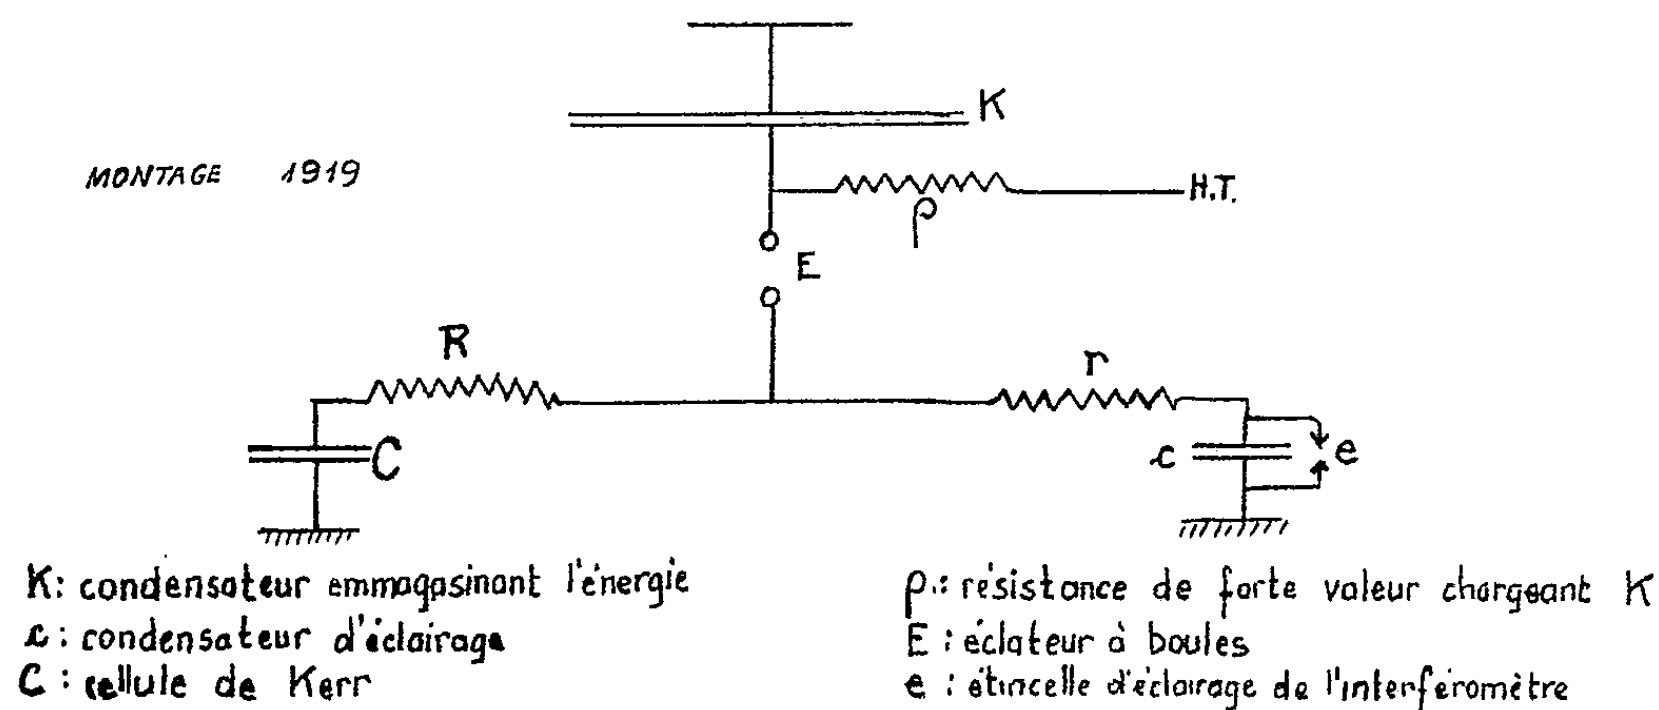 K
MONTAGE 1919
H.T.
ρ
E
R
r
C
c
e
K: condensateur emmagasinant l'énergie
c: condensateur d'éclairage
C: cellule de Kerr
ρ: résistance de forte valeur chargeant K
E: éclateur à boules
e: étincelle d'éclairage de l'interféromètre